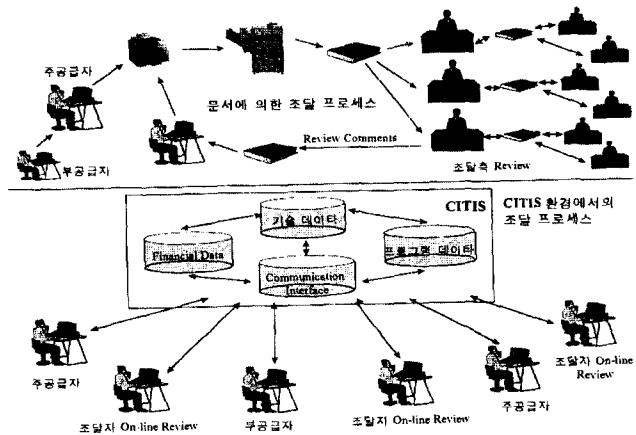 주공급자
문서에 의한 조달 프로세스
Review Comments
부공급자
조달측 Review
CITIS
CITIS 환경에서의
조달 프로세스
기술 데이타
Financial Data
프로그램 데이타
Communication
Interface
주공급자
조달자 On-line Review
부공급자
조달자 On-line Review
주공급자
조달자 On-line
Review